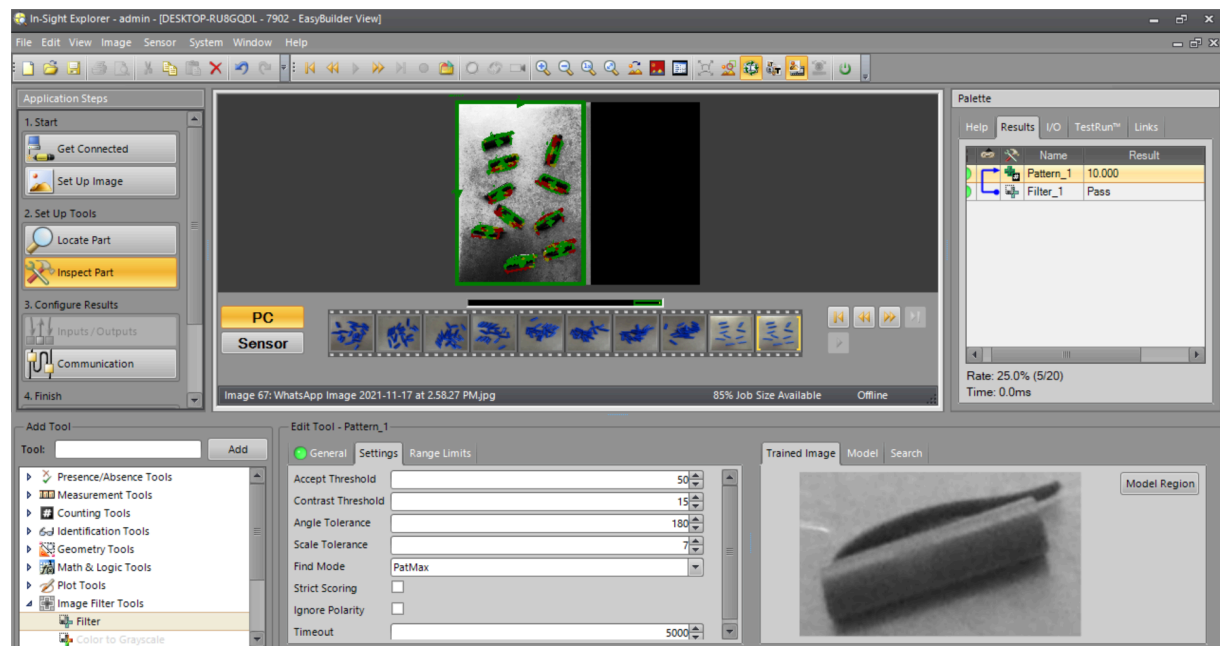 In-Sight Explorer - admin - [DESKTOP-RU8GQDL - 7902 - EasyBuilder View]
File Edit View Image Sensor System Window Help
Application Steps
1. Start
Get Connected
Set Up Image
2. Set Up Tools
Locate Part
Inspect Part
3. Configure Results
Inputs / Outputs
Communication
4. Finish
PC
Sensor
Image 67: WhatsApp Image 2021-11-17 at 2.58.27 PM.jpg 85% Job Size Available Offline
Palette
Help Results I/O TestRun™ Links
Name Result
Pattern_1 10.000
Filter_1 Pass
Rate: 25.0% (5/20)
Time: 0.0ms
Add Tool
Tool: Add
Presence/Absence Tools
Measurement Tools
Counting Tools
Identification Tools
Geometry Tools
Math & Logic Tools
Plot Tools
Image Filter Tools
Filter
Color to Grayscale
Edit Tool - Pattern_1
General Settings Range Limits
Accept Threshold 50
Contrast Threshold 15
Angle Tolerance 180
Scale Tolerance 7
Find Mode PatMax
Strict Scoring
Ignore Polarity
Timeout 5000
Trained Image Model Search
Model Region